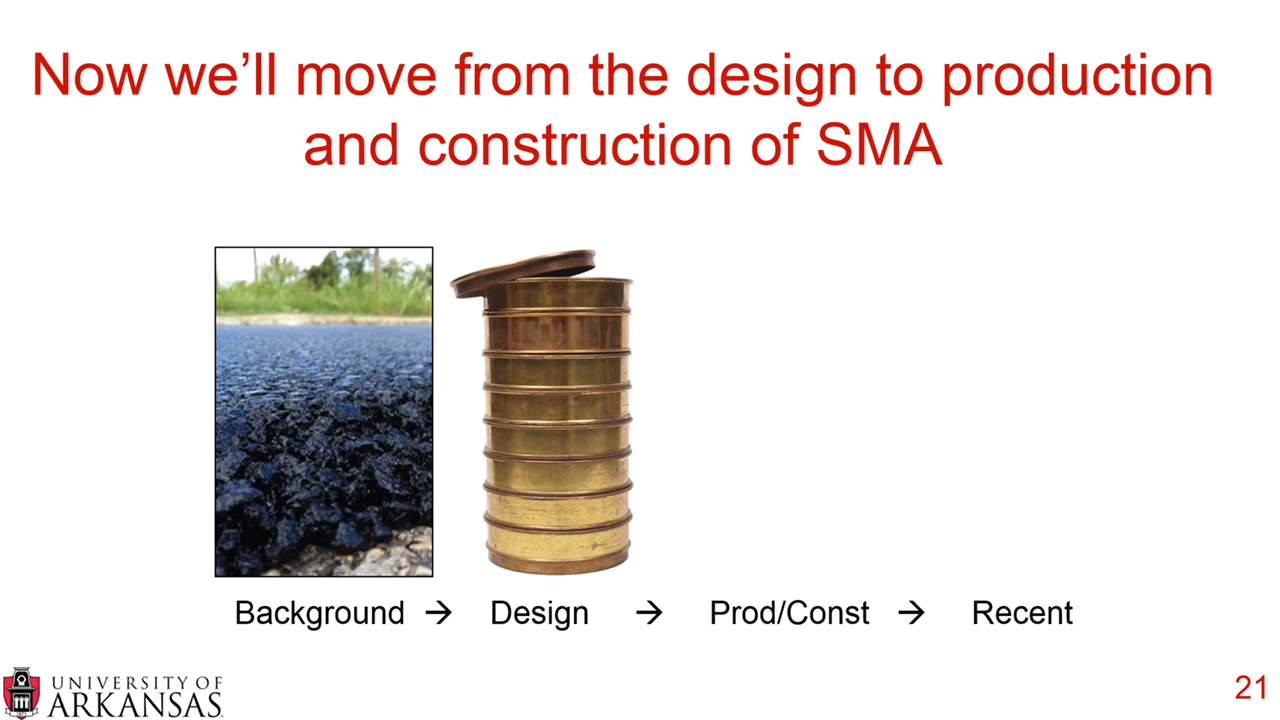 Now we’ll move from the design to production
and construction of SMA
Background → Design → Prod/Const → Recent
UNIVERSITY OF
ARKANSAS
21